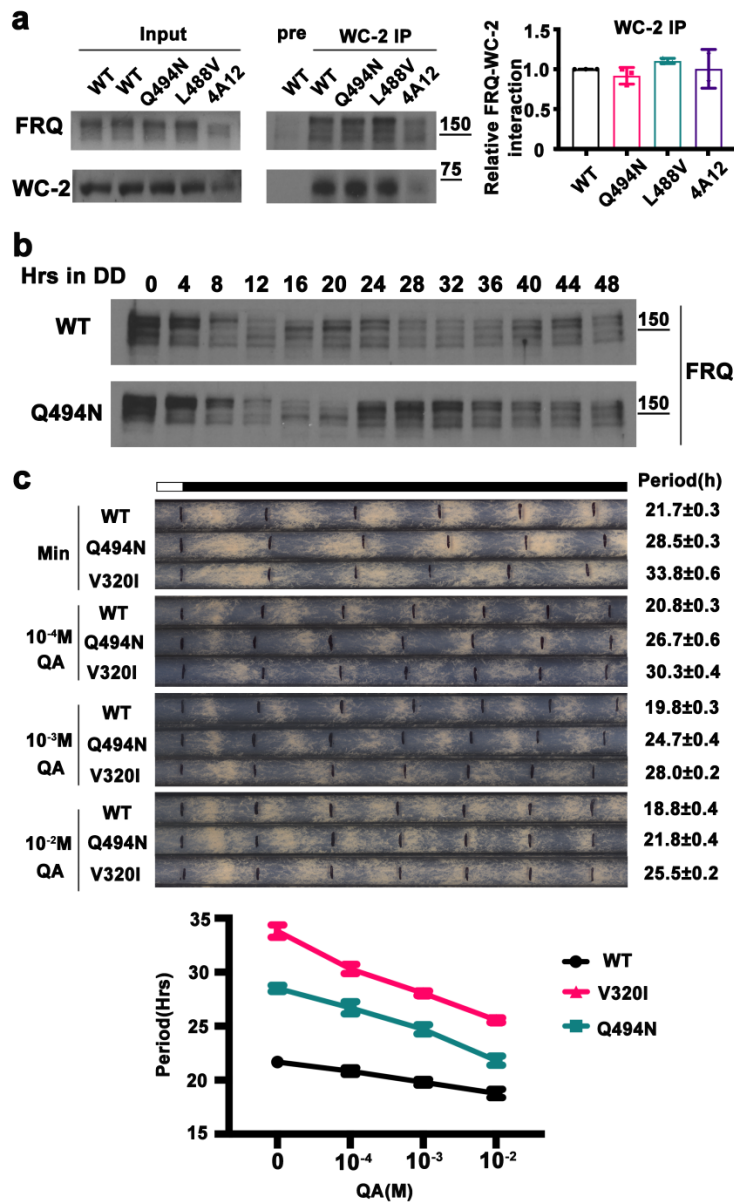 a
Input
pre
WC-2 IP
WT WT Q494N L488V 4A12
WT WT Q494N L488V 4A12
FRQ
150
WC-2
75
WC-2 IP
Relative FRQ-WC-2
interaction
1.5
1.0
0.5
0
WT Q494N L488V 4A12
b
Hrs in DD 0 4 8 12 16 20 24 28 32 36 40 44 48
WT
150
FRQ
Q494N
150
c
Period(h)
Min
WT 21.7±0.3
Q494N 28.5±0.3
V320I 33.8±0.6
10-4M
QA
WT 20.8±0.3
Q494N 26.7±0.6
V320I 30.3±0.4
10-3M
QA
WT 19.8±0.3
Q494N 24.7±0.4
V320I 28.0±0.2
10-2M
QA
WT 18.8±0.4
Q494N 21.8±0.4
V320I 25.5±0.2
Period(Hrs)
35
30
25
20
15
0 10-4 10-3 10-2
QA(M)
WT
V320I
Q494N